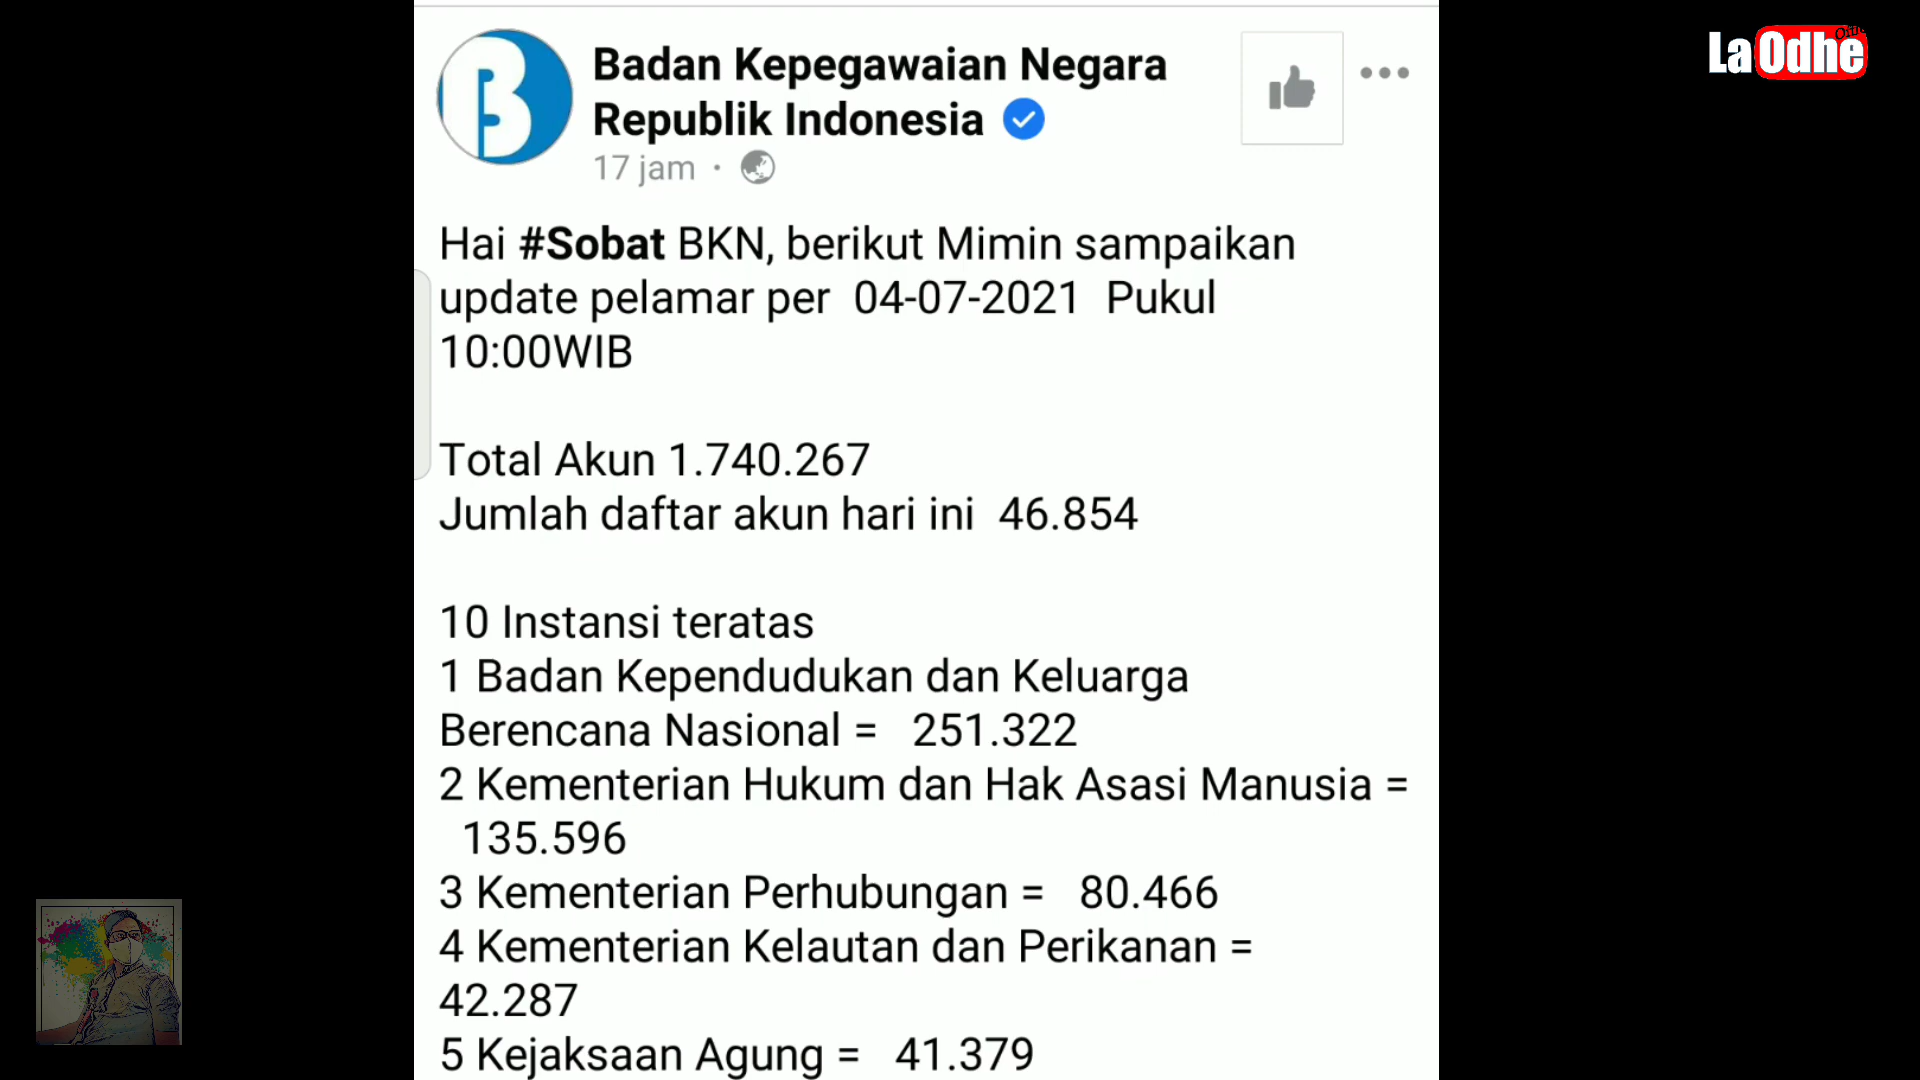 Badan Kepegawaian Negara
Republik Indonesia
17 jam ·
LaOdhe
Hai #Sobat BKN, berikut Mimin sampaikan
update pelamar per 04-07-2021 Pukul
10:00WIB
Total Akun 1.740.267
Jumlah daftar akun hari ini 46.854
10 Instansi teratas
1 Badan Kependudukan dan Keluarga
Berencana Nasional = 251.322
2 Kementerian Hukum dan Hak Asasi Manusia =
135.596
3 Kementerian Perhubungan = 80.466
4 Kementerian Kelautan dan Perikanan =
42.287
5 Kejaksaan Agung = 41.379